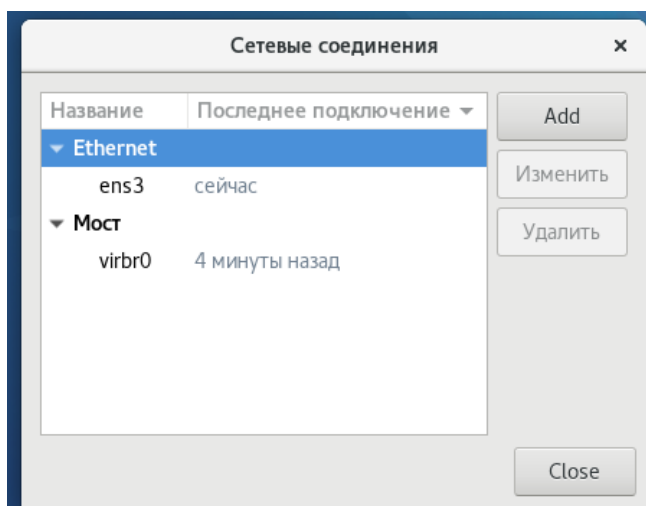 Сетевые соединения ×
Название Последнее подключение
Add
Ethernet
Изменить
ens3 сейчас
Мост
Удалить
virbr0 4 минуты назад
Close